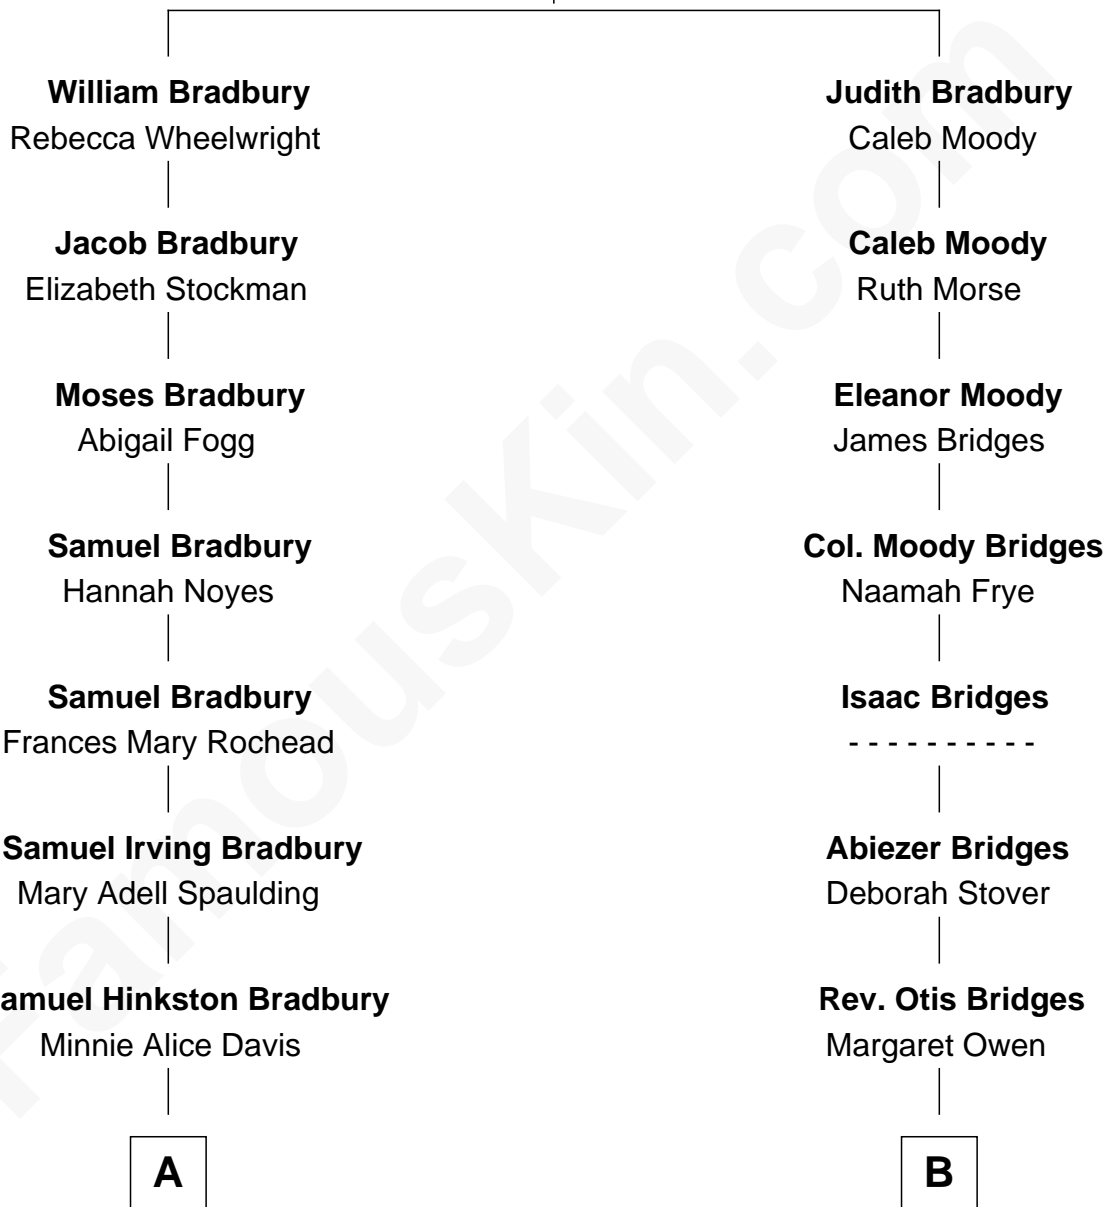 William Bradbury
Rebecca Wheelwright
Jacob Bradbury
Elizabeth Stockman
Moses Bradbury
Abigail Fogg
Samuel Bradbury
Hannah Noyes
Samuel Bradbury
Frances Mary Rochead
Samuel Irving Bradbury
Mary Adell Spaulding
amuel Hinkston Bradbury
Minnie Alice Davis
A
Judith Bradbury
Caleb Moody
Caleb Moody
Ruth Morse
Eleanor Moody
James Bridges
Col. Moody Bridges
Naamah Frye
Isaac Bridges
- - - - - - - - - -
Abiezer Bridges
Deborah Stover
Rev. Otis Bridges
Margaret Owen
B
FamousKin.com